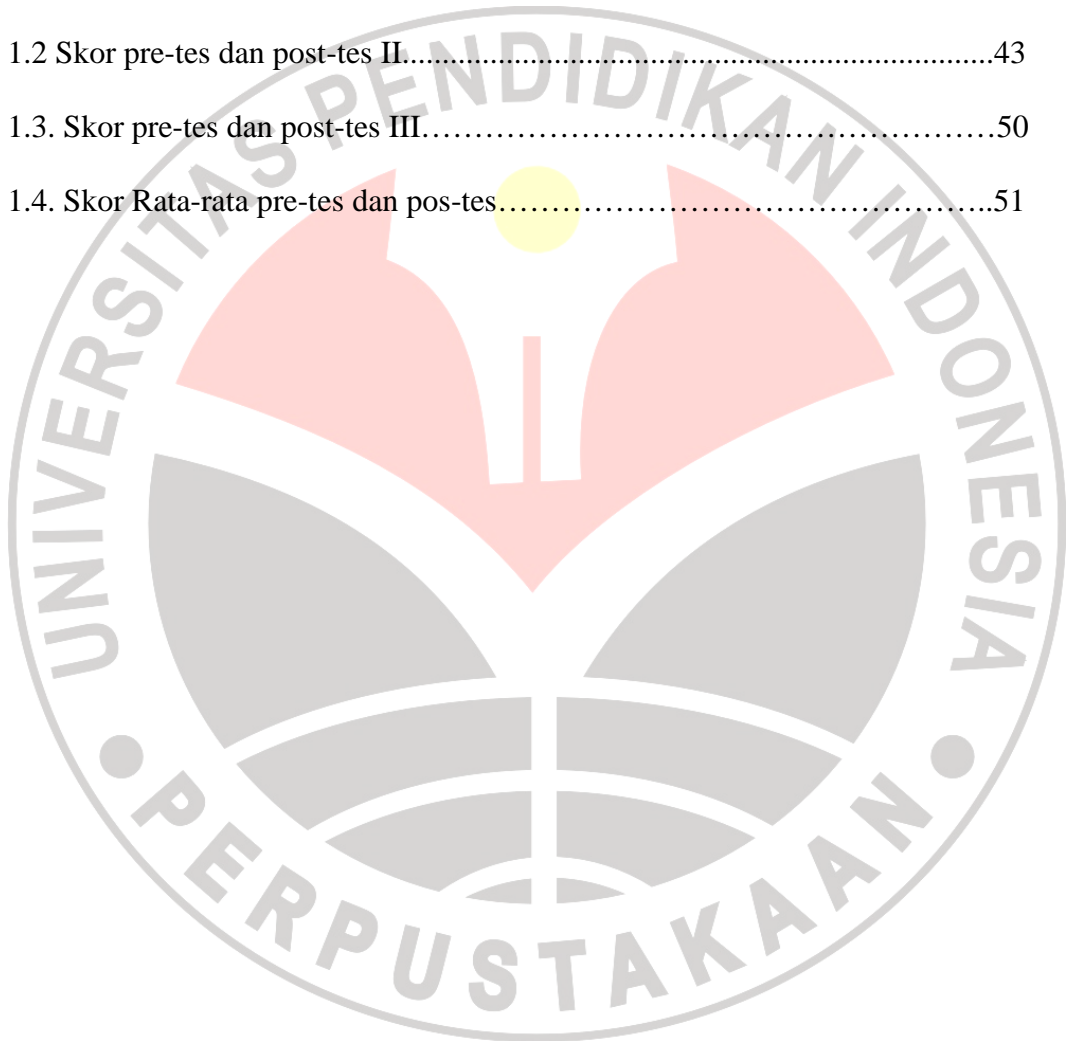 1.2 Skor pre-tes dan post-tes II...........................................................................43
1.3. Skor pre-tes dan post-tes III…………………………………………………50
1.4. Skor Rata-rata pre-tes dan pos-tes………………………………………..51
UNIVERSITAS PENDIDIKAN INDONESIA
PERPUSTAKAAN